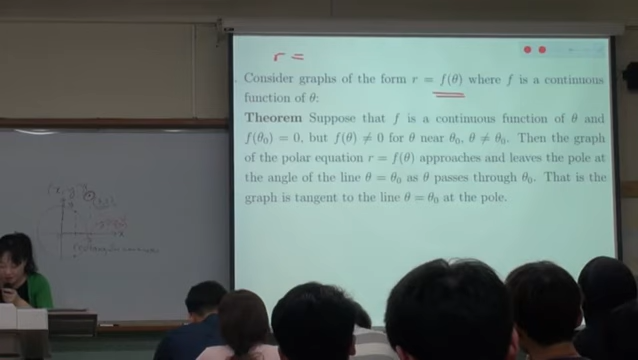 r =
Consider graphs of the form r = f(θ) where f is a continuous
function of θ:
Theorem Suppose that f is a continuous function of θ and
f(θ₀) = 0, but f(θ) ≠ 0 for θ near θ₀, θ ≠ θ₀. Then the graph
of the polar equation r = f(θ) approaches and leaves the pole at
the angle of the line θ = θ₀ as θ passes through θ₀. That is the
graph is tangent to the line θ = θ₀ at the pole.